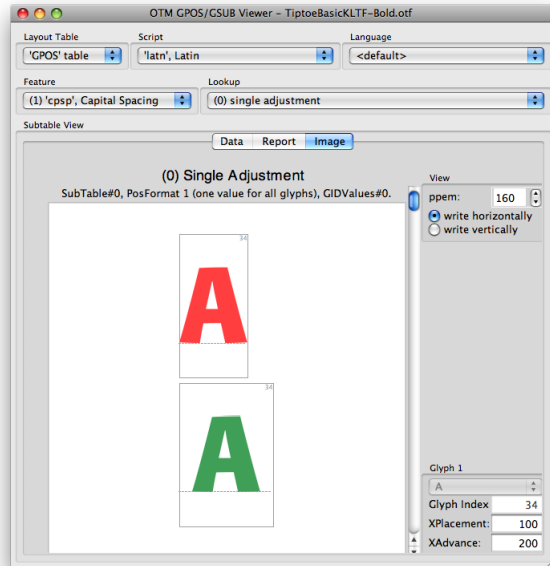 OTM GPOS/GSUB Viewer – TiptoeBasicKLTF-Bold.otf
Layout Table Script Language
'GPOS' table 'latn', Latin <default>
Feature Lookup
(1) 'cpsp', Capital Spacing (0) single adjustment
Subtable View
Data Report Image
(0) Single Adjustment
SubTable#0, PosFormat 1 (one value for all glyphs), GIDValues#0.
View
ppem: 160
write horizontally
write vertically
34
A
34
A
Glyph 1
A
Glyph Index 34
XPlacement: 100
XAdvance: 200